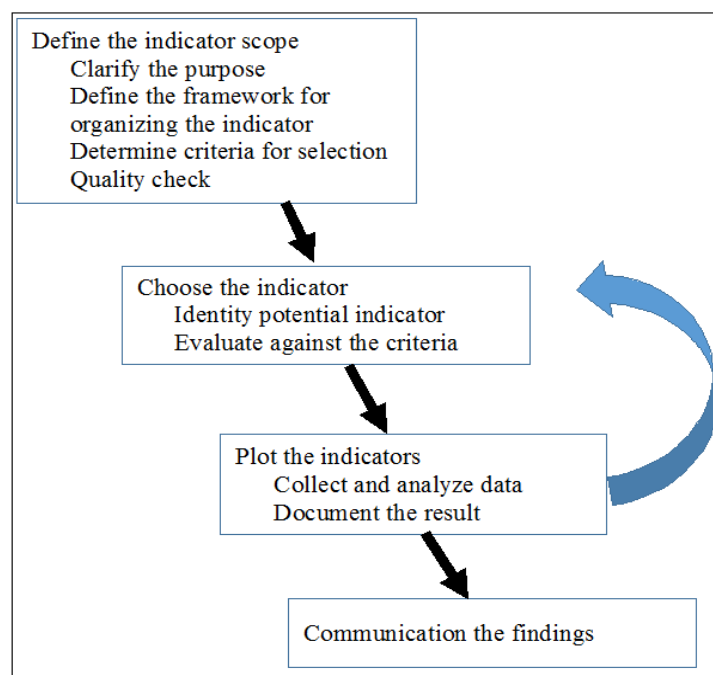 Define the indicator scope
Clarify the purpose
Define the framework for
organizing the indicator
Determine criteria for selection
Quality check
Choose the indicator
Identity potential indicator
Evaluate against the criteria
Plot the indicators
Collect and analyze data
Document the result
Communication the findings